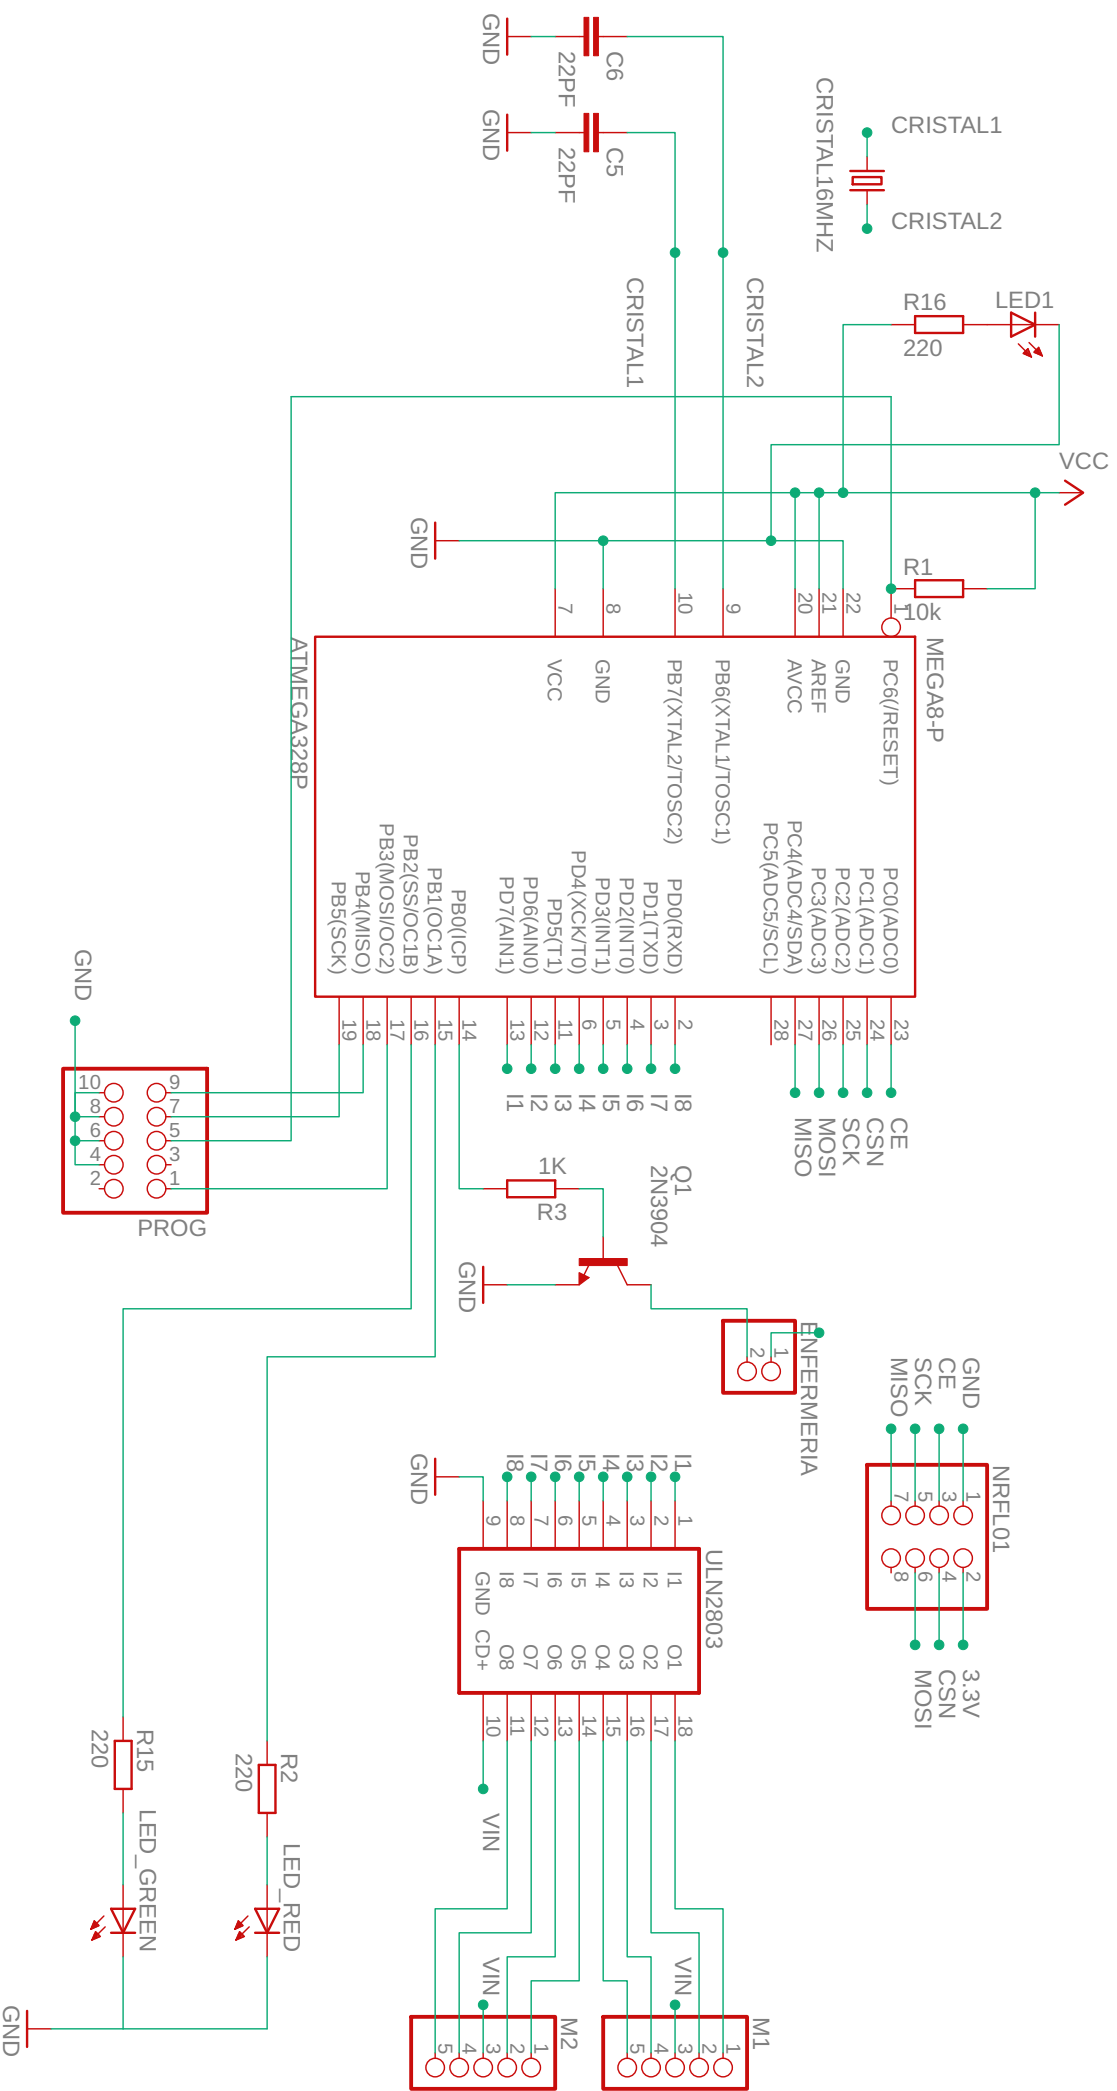 GND
C6
22PF
GND
C5
22PF
CRISTAL16MHZ
CRISTAL1
CRISTAL2
CRISTAL1
CRISTAL2
R16
220
LED1
VCC
GND
R1
10k
7
8
10
9
20
21
22
1
ATMEGA328P
MEGA8-P
VCC
GND
PB7(XTAL2/TOSC2)
PB6(XTAL1/TOSC1)
AVCC
AREF
GND
PC6(/RESET)
PB5(SCK)
PB4(MISO)
PB3(MOSI/OC2)
PB2(SS/OC1B)
PB1(OC1A)
PB0(ICP)
PD7(AIN1)
PD6(AIN0)
PD5(T1)
PD4(XCK/T0)
PD3(INT1)
PD2(INT0)
PD1(TXD)
PD0(RXD)
PC5(ADC5/SCL)
PC4(ADC4/SDA)
PC3(ADC3)
PC2(ADC2)
PC1(ADC1)
PC0(ADC0)
19
18
17
16
15
14
13
12
11
6
5
4
3
2
28
27
26
25
24
23
I1
I2
I3
I4
I5
I6
I7
I8
MISO
MOSI
SCK
CSN
CE
GND
10
9
8
7
6
5
4
3
2
1
PROG
1K
R3
Q1
2N3904
GND
2
1
ENFERMERIA
MISO
SCK
CE
GND
NRFL01
7
5
3
1
8
6
4
2
MOSI
CSN
3.3V
GND
I8
I7
I6
I5
I4
I3
I2
I1
9
8
7
6
5
4
3
2
1
ULN2803
GND
I8
I7
I6
I5
I4
I3
I2
I1
CD+
O8
O7
O6
O5
O4
O3
O2
O1
10
11
12
13
14
15
16
17
18
VIN
R15
220
R2
220
LED_GREEN
LED_RED
GND
VIN
VIN
M2
5
4
3
2
1
M1
5
4
3
2
1